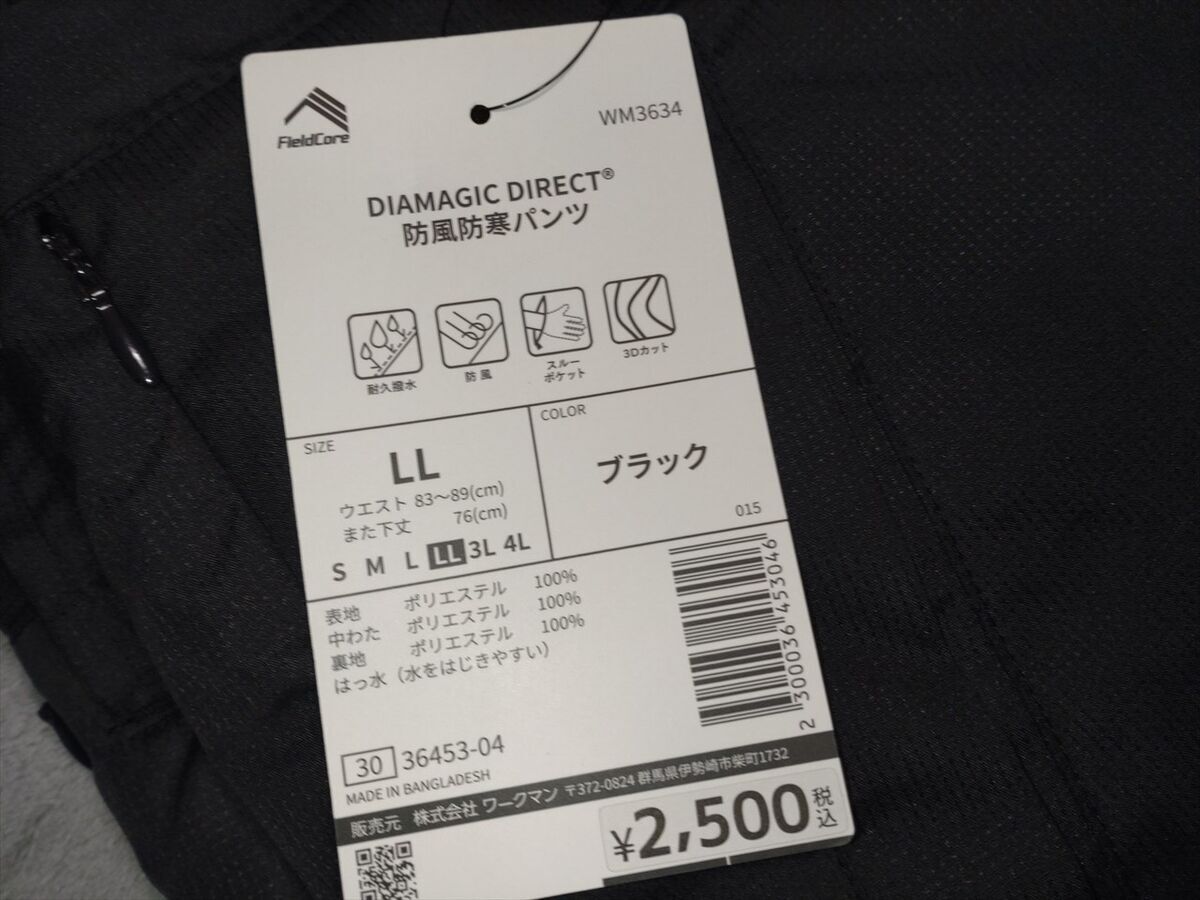 FieldCore
WM3634
DIAMAGIC DIRECT®
防風防寒パンツ
耐久撥水
防風
スルー
ポケット
3Dカット
SIZE
LL
ウエスト 83～89(cm)
また下丈 76(cm)
S M L LL 3L 4L
COLOR
ブラック
015
表地 ポリエステル 100%
中わた ポリエステル 100%
裏地 ポリエステル 100%
はっ水（水をはじきやすい）
2 300036 453046
30 36453-04
MADE IN BANGLADESH
販売元 株式会社 ワークマン 〒372-0824 群馬県伊勢崎市柴町1732
¥2,500 税込